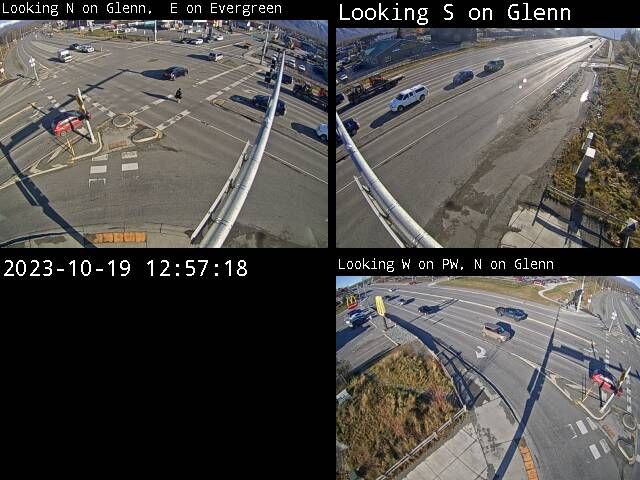 Looking N on Glenn,  E on Evergreen
Looking S on Glenn
2023-10-19 12:57:18
Looking W on PW, N on Glenn